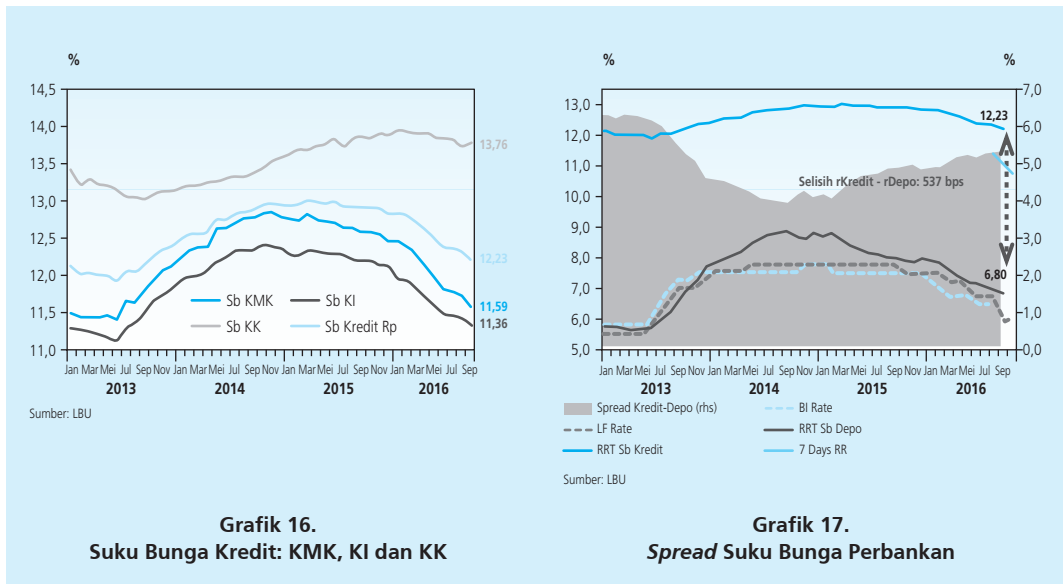 %
14,5
14,0
13,5
13,0
12,5
12,0
11,5
11,0
13,76
12,23
11,59
11,36
Sb KMK
Sb KI
Sb KK
Sb Kredit Rp
Jan Mar Mei Jul Sep Nov Jan Mar Mei Jul Sep Nov Jan Mar Mei Jul Sep Nov Jan Mar Mei Jul Sep
2013 2014 2015 2016
Sumber: LBU
Grafik 16.
Suku Bunga Kredit: KMK, KI dan KK
% %
13,0
12,0
11,0
10,0
9,0
8,0
7,0
6,0
5,0
7,0
6,0
5,0
4,0
3,0
2,0
1,0
0,0
12,23
Selisih rKredit - rDepo: 537 bps
6,80
Jan Mar Mei Jul Sep Nov Jan Mar Mei Jul Sep Nov Jan Mar Mei Jul Sep Nov Jan Mar Mei Jul Sep
2013 2014 2015 2016
Spread Kredit-Depo (rhs)
BI Rate
LF Rate
RRT Sb Depo
RRT Sb Kredit
7 Days RR
Sumber: LBU
Grafik 17.
Spread Suku Bunga Perbankan